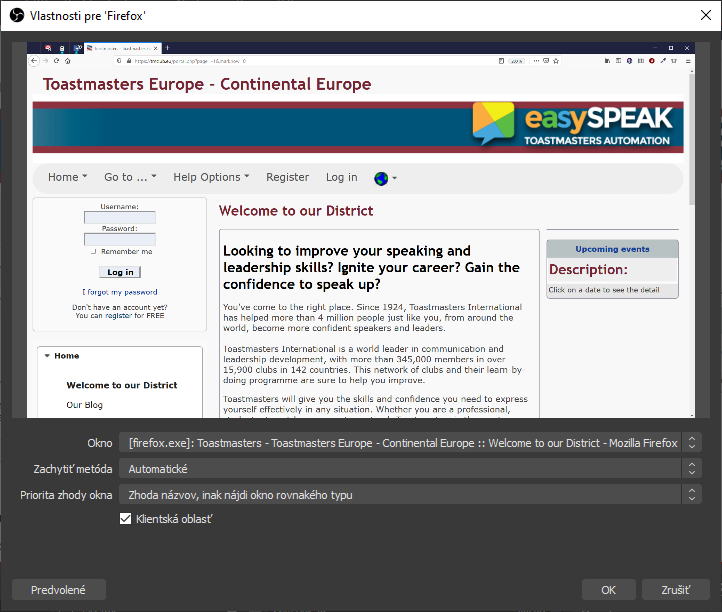 Vlastnosti pre 'Firefox'
Toastmasters Europe - Continental Europe
easySPEAK
TOASTMASTERS AUTOMATION
Home Go to ... Help Options Register Log in
Username:
Password:
Remember me
Log in
I forgot my password
Don't have an account yet?
You can register for FREE
Home
Welcome to our District
Our Blog
Welcome to our District
Looking to improve your speaking and
leadership skills? Ignite your career? Gain the
confidence to speak up?
You've come to the right place. Since 1924, Toastmasters International
has helped more than 4 million people just like you, from around the
world, become more confident speakers and leaders.
Toastmasters International is a world leader in communication and
leadership development, with more than 345,000 members in over
15,900 clubs in 142 countries. This network of clubs and their learn-by
doing programme are sure to help you improve.
Toastmasters will give you the skills and confidence you need to express
yourself effectively in any situation. Whether you are a professional,
Upcoming events
Description:
Click on a date to see the detail
Okno [firefox.exe]: Toastmasters - Toastmasters Europe - Continental Europe :: Welcome to our District - Mozilla Firefox
Zachytiť metóda Automatické
Priorita zhody okna Zhoda názvov, inak nájdi okno rovnakého typu
Klientská oblasť
Predvolené OK Zrušiť